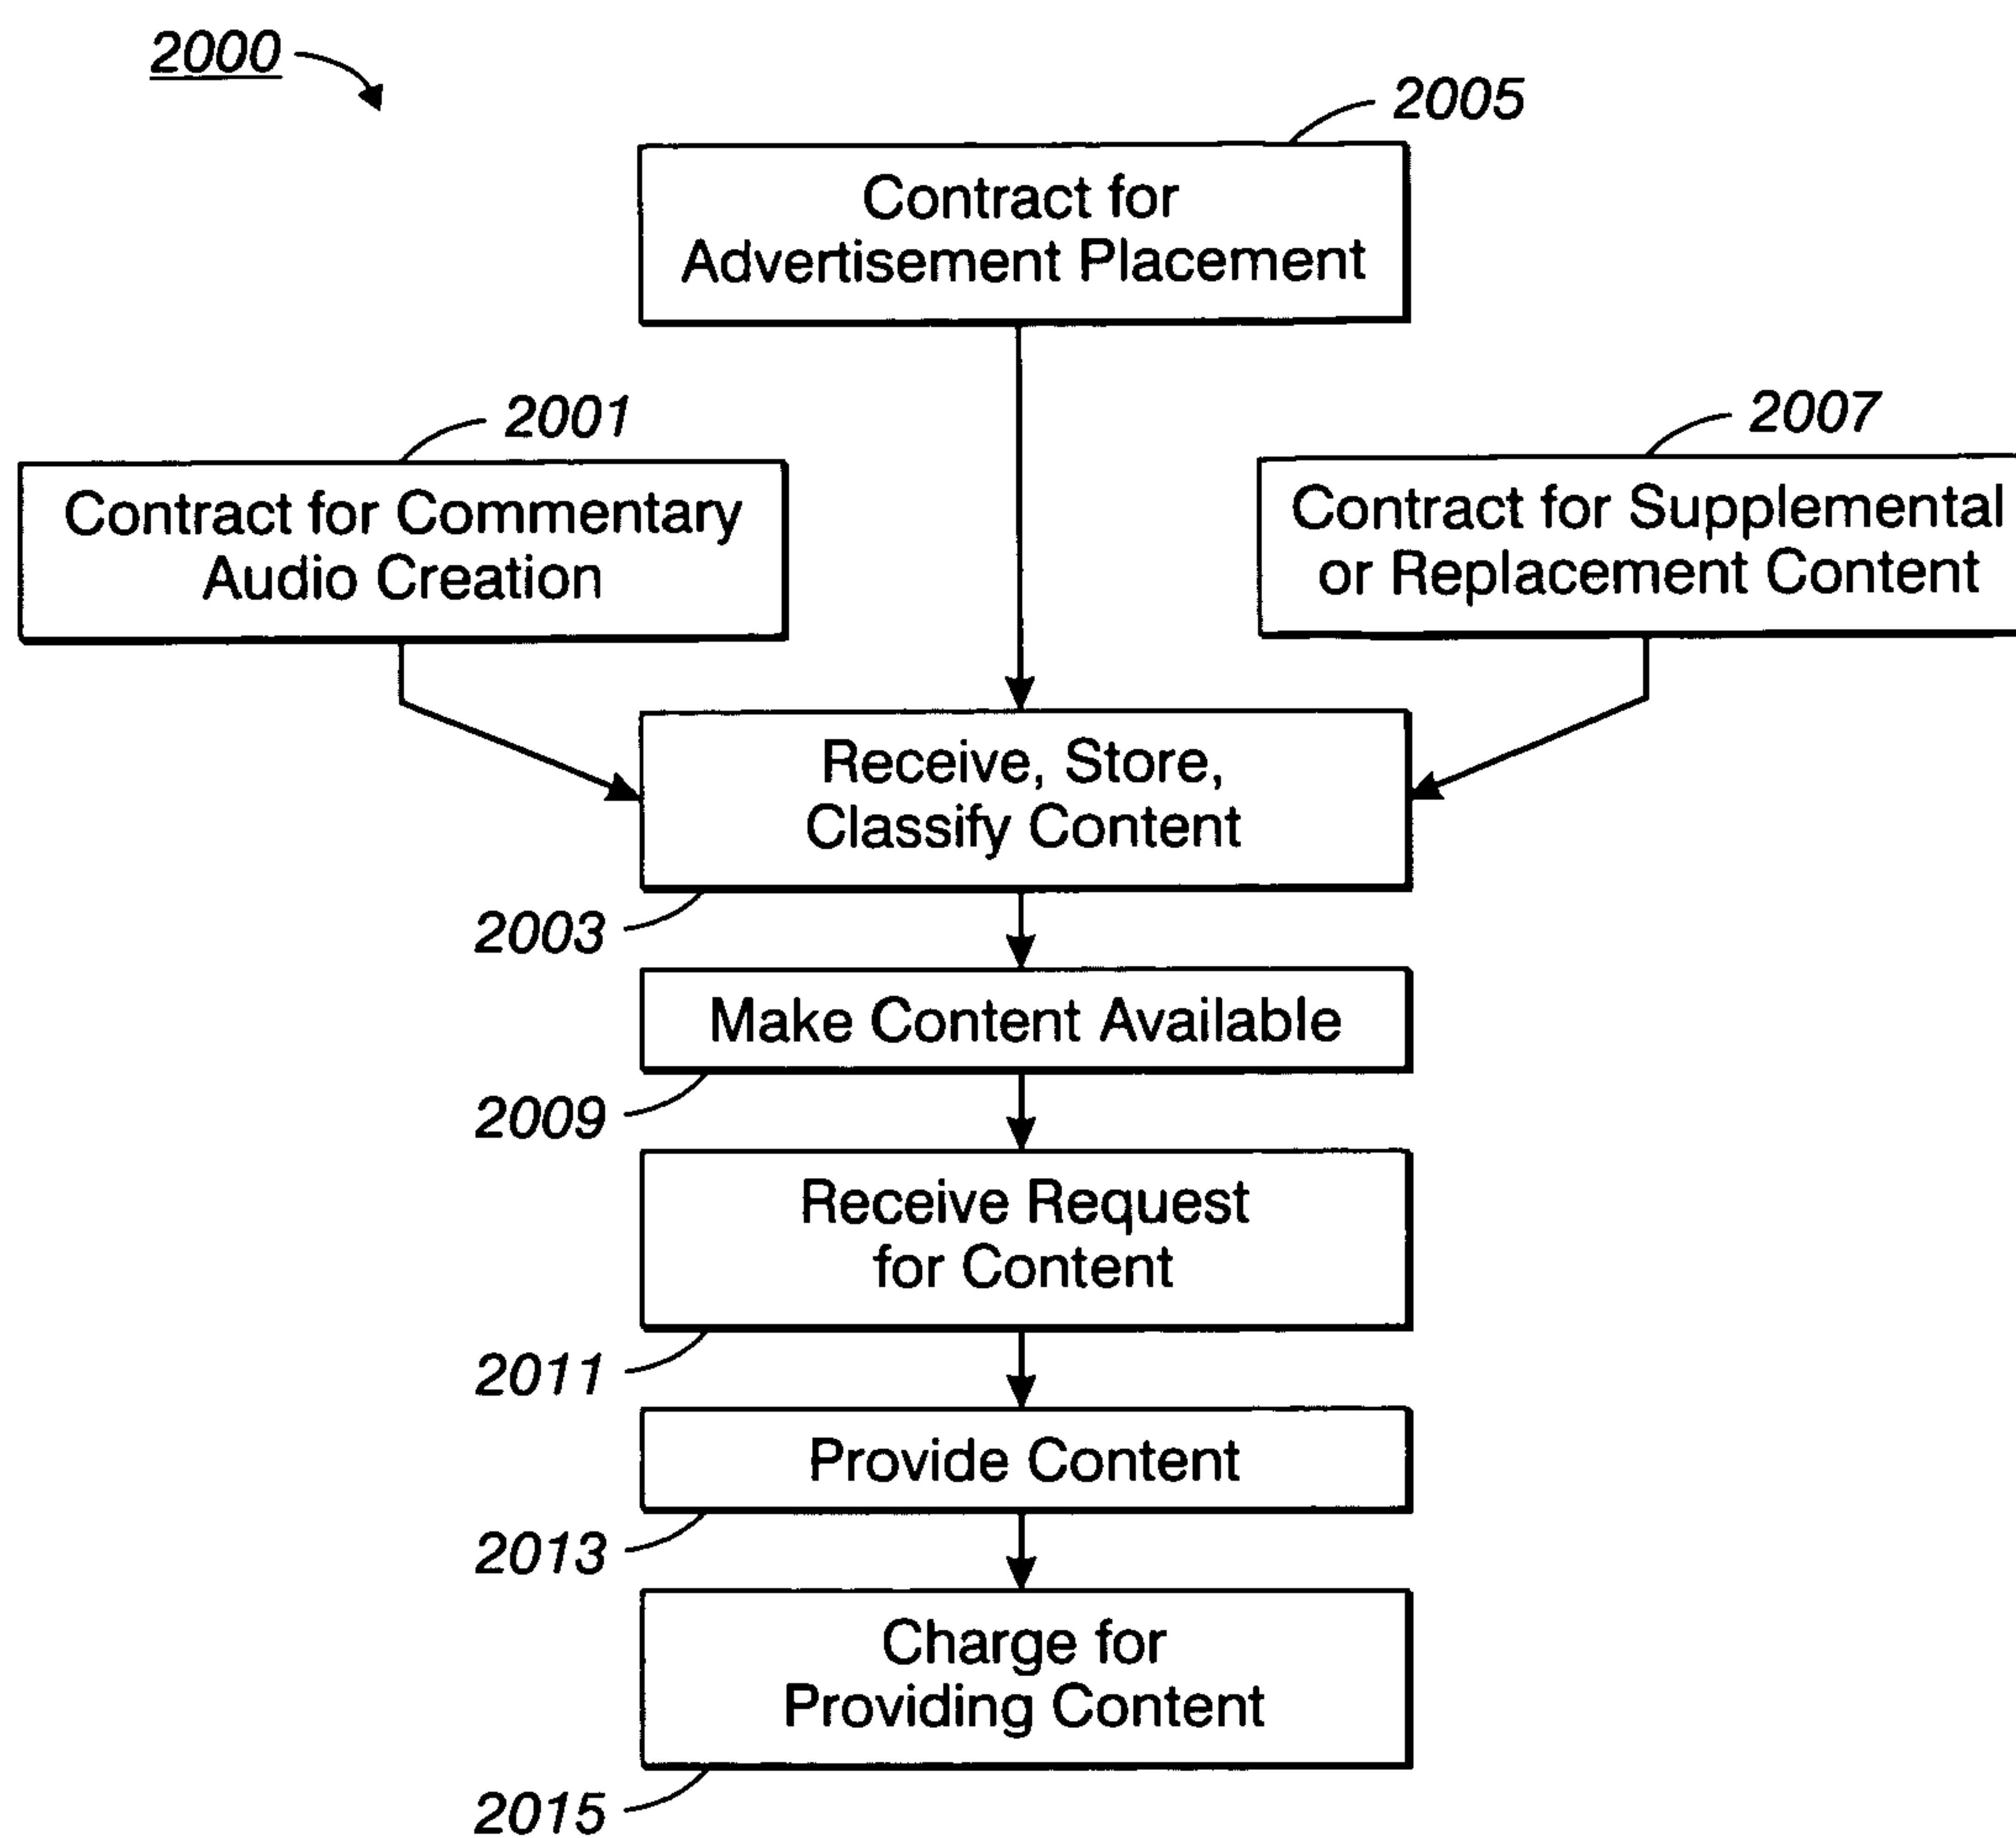 2000
2005
Contract for
Advertisement Placement
2001
Contract for Commentary
Audio Creation
2007
Contract for Supplemental
or Replacement Content
Receive, Store,
Classify Content
2003
Make Content Available
2009
Receive Request
for Content
2011
Provide Content
2013
Charge for
Providing Content
2015